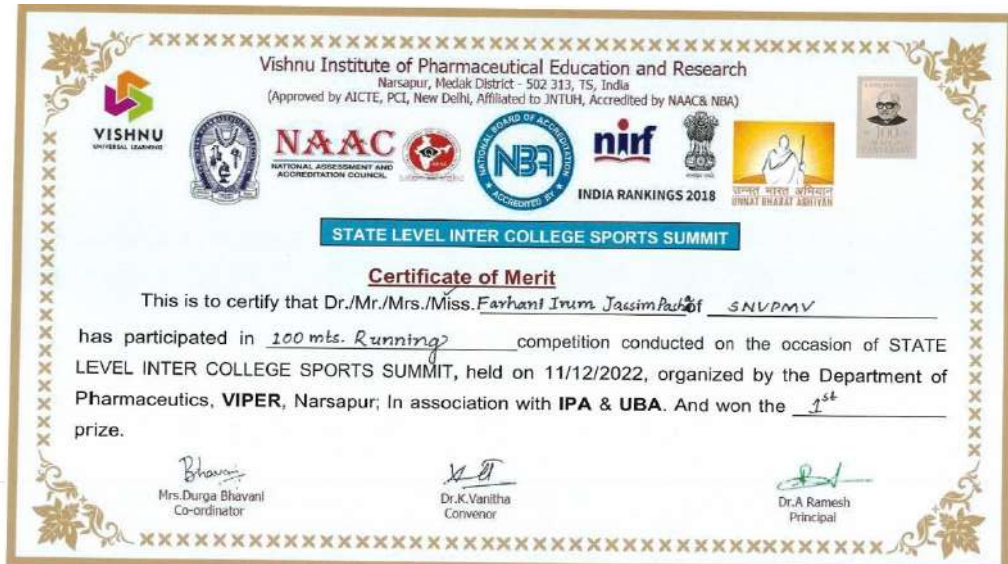 Vishnu Institute of Pharmaceutical Education and Research
Narsapur, Medak District - 502 313, TS, India
(Approved by AICTE, PCI, New Delhi, Affiliated to JNTUH, Accredited by NAAC& NBA)
VISHNU
UNIVERSAL LEARNING
NAAC
NATIONAL ASSESSMENT AND
ACCREDITATION COUNCIL
NATIONAL BOARD OF ACCREDITATION
NBA
ACCREDITED BY
nirf
INDIA RANKINGS 2018
उन्नत भारत अभियान
UNNAT BHARAT ABHIYAN
100
STATE LEVEL INTER COLLEGE SPORTS SUMMIT
Certificate of Merit
This is to certify that Dr./Mr./Mrs./Miss. Farhani Irum Jassim Pasha of SNVPMV
has participated in 100 mts. Running competition conducted on the occasion of STATE
LEVEL INTER COLLEGE SPORTS SUMMIT, held on 11/12/2022, organized by the Department of
Pharmaceutics, VIPER, Narsapur; In association with IPA & UBA. And won the 1st
prize.
Bhavani
Mrs.Durga Bhavani
Co-ordinator
Dr.K.Vanitha
Convenor
Dr.A Ramesh
Principal